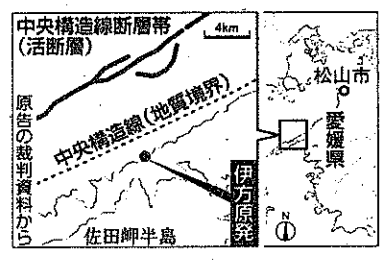 中央構造線断層帯
(活断層)
4km
中央構造線(地質境界)
原告の裁判資料から
伊方原発
佐田岬半島
松山市
愛媛県
N